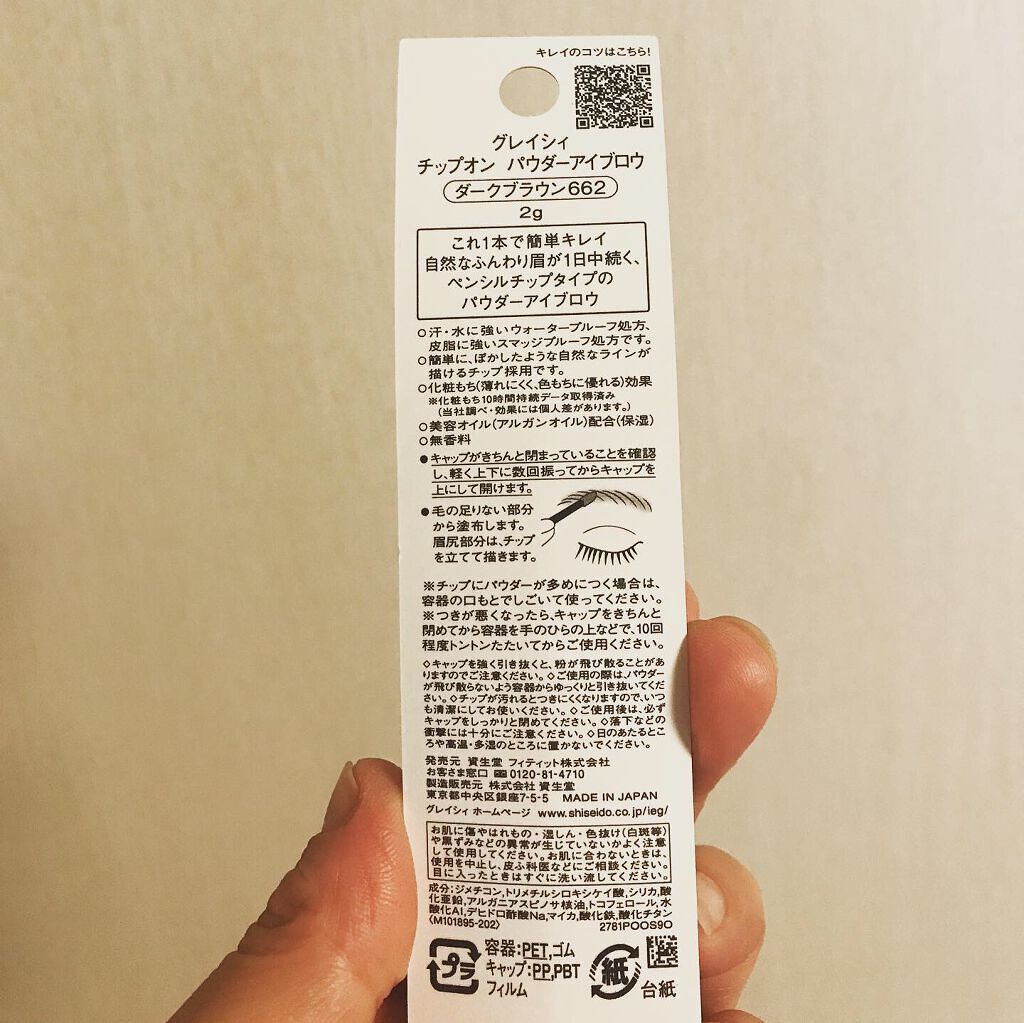 キレイのコツはこちら!
グレイシィ
チップオン パウダーアイブロウ
ダークブラウン662
2g
これ1本で簡単キレイ
自然なふんわり眉が1日中続く、
ペンシルチップタイプの
パウダーアイブロウ
○汗・水に強いウォータープルーフ処方、
皮脂に強いスマッジプルーフ処方です。
○簡単に、ぼかしたような自然なラインが
描けるチップ採用です。
○化粧もち(薄れにくく、色もちに優れる)効果
※化粧もち10時間持続データ取得済み
(当社調べ・効果には個人差があります。)
○美容オイル(アルガンオイル)配合(保湿)
○無香料
●キャップがきちんと閉まっていることを確認
し、軽く上下に数回振ってからキャップを
上にして開けます。
●毛の足りない部分
から塗布します。
眉尻部分は、チップ
を立てて描きます。
※チップにパウダーが多めにつく場合は、
容器の口もとでしごいて使ってください。
※つきが悪くなったら、キャップをきちんと
閉めてから容器を手のひらの上などで、10回
程度トントンたたいてからご使用ください。
◇キャップを強く引き抜くと、粉が飛び散ることがあ
りますのでご注意ください。◇ご使用の際は、パウダー
が飛び散らないよう容器からゆっくりと引き抜いてくだ
さい。◇チップが汚れるとつきにくくなりますので、いつ
も清潔にしてお使いください。◇ご使用後は、必ず
キャップをしっかりと閉めてください。◇落下などの
衝撃には十分にご注意ください。◇日のあたるとこ
ろや高温・多湿のところに置かないでください。
発売元 資生堂 フィティット株式会社
お客さま窓口 0120-81-4710
製造販売元 株式会社 資生堂
東京都中央区銀座7-5-5 MADE IN JAPAN
グレイシィ ホームページ www.shiseido.co.jp/ieg/
お肌に傷やはれもの・湿しん・色抜け(白斑等)
や黒ずみなどの異常が生じていないかよく注意
して使用してください。お肌に合わないときは、
使用を中止し、皮ふ科医などにご相談ください。
目に入ったときはすぐに洗い流してください。
成分:ジメチコン,トリメチルシロキシケイ酸,シリカ,酸
化亜鉛,アルガニアスピノサ核油,トコフェロール,水
酸化Al,デヒドロ酢酸Na,マイカ,酸化鉄,酸化チタン
〈M101895-202〉 2781POOS9O
プラ
容器:PET,ゴム
キャップ:PP,PBT
フィルム
紙
台紙